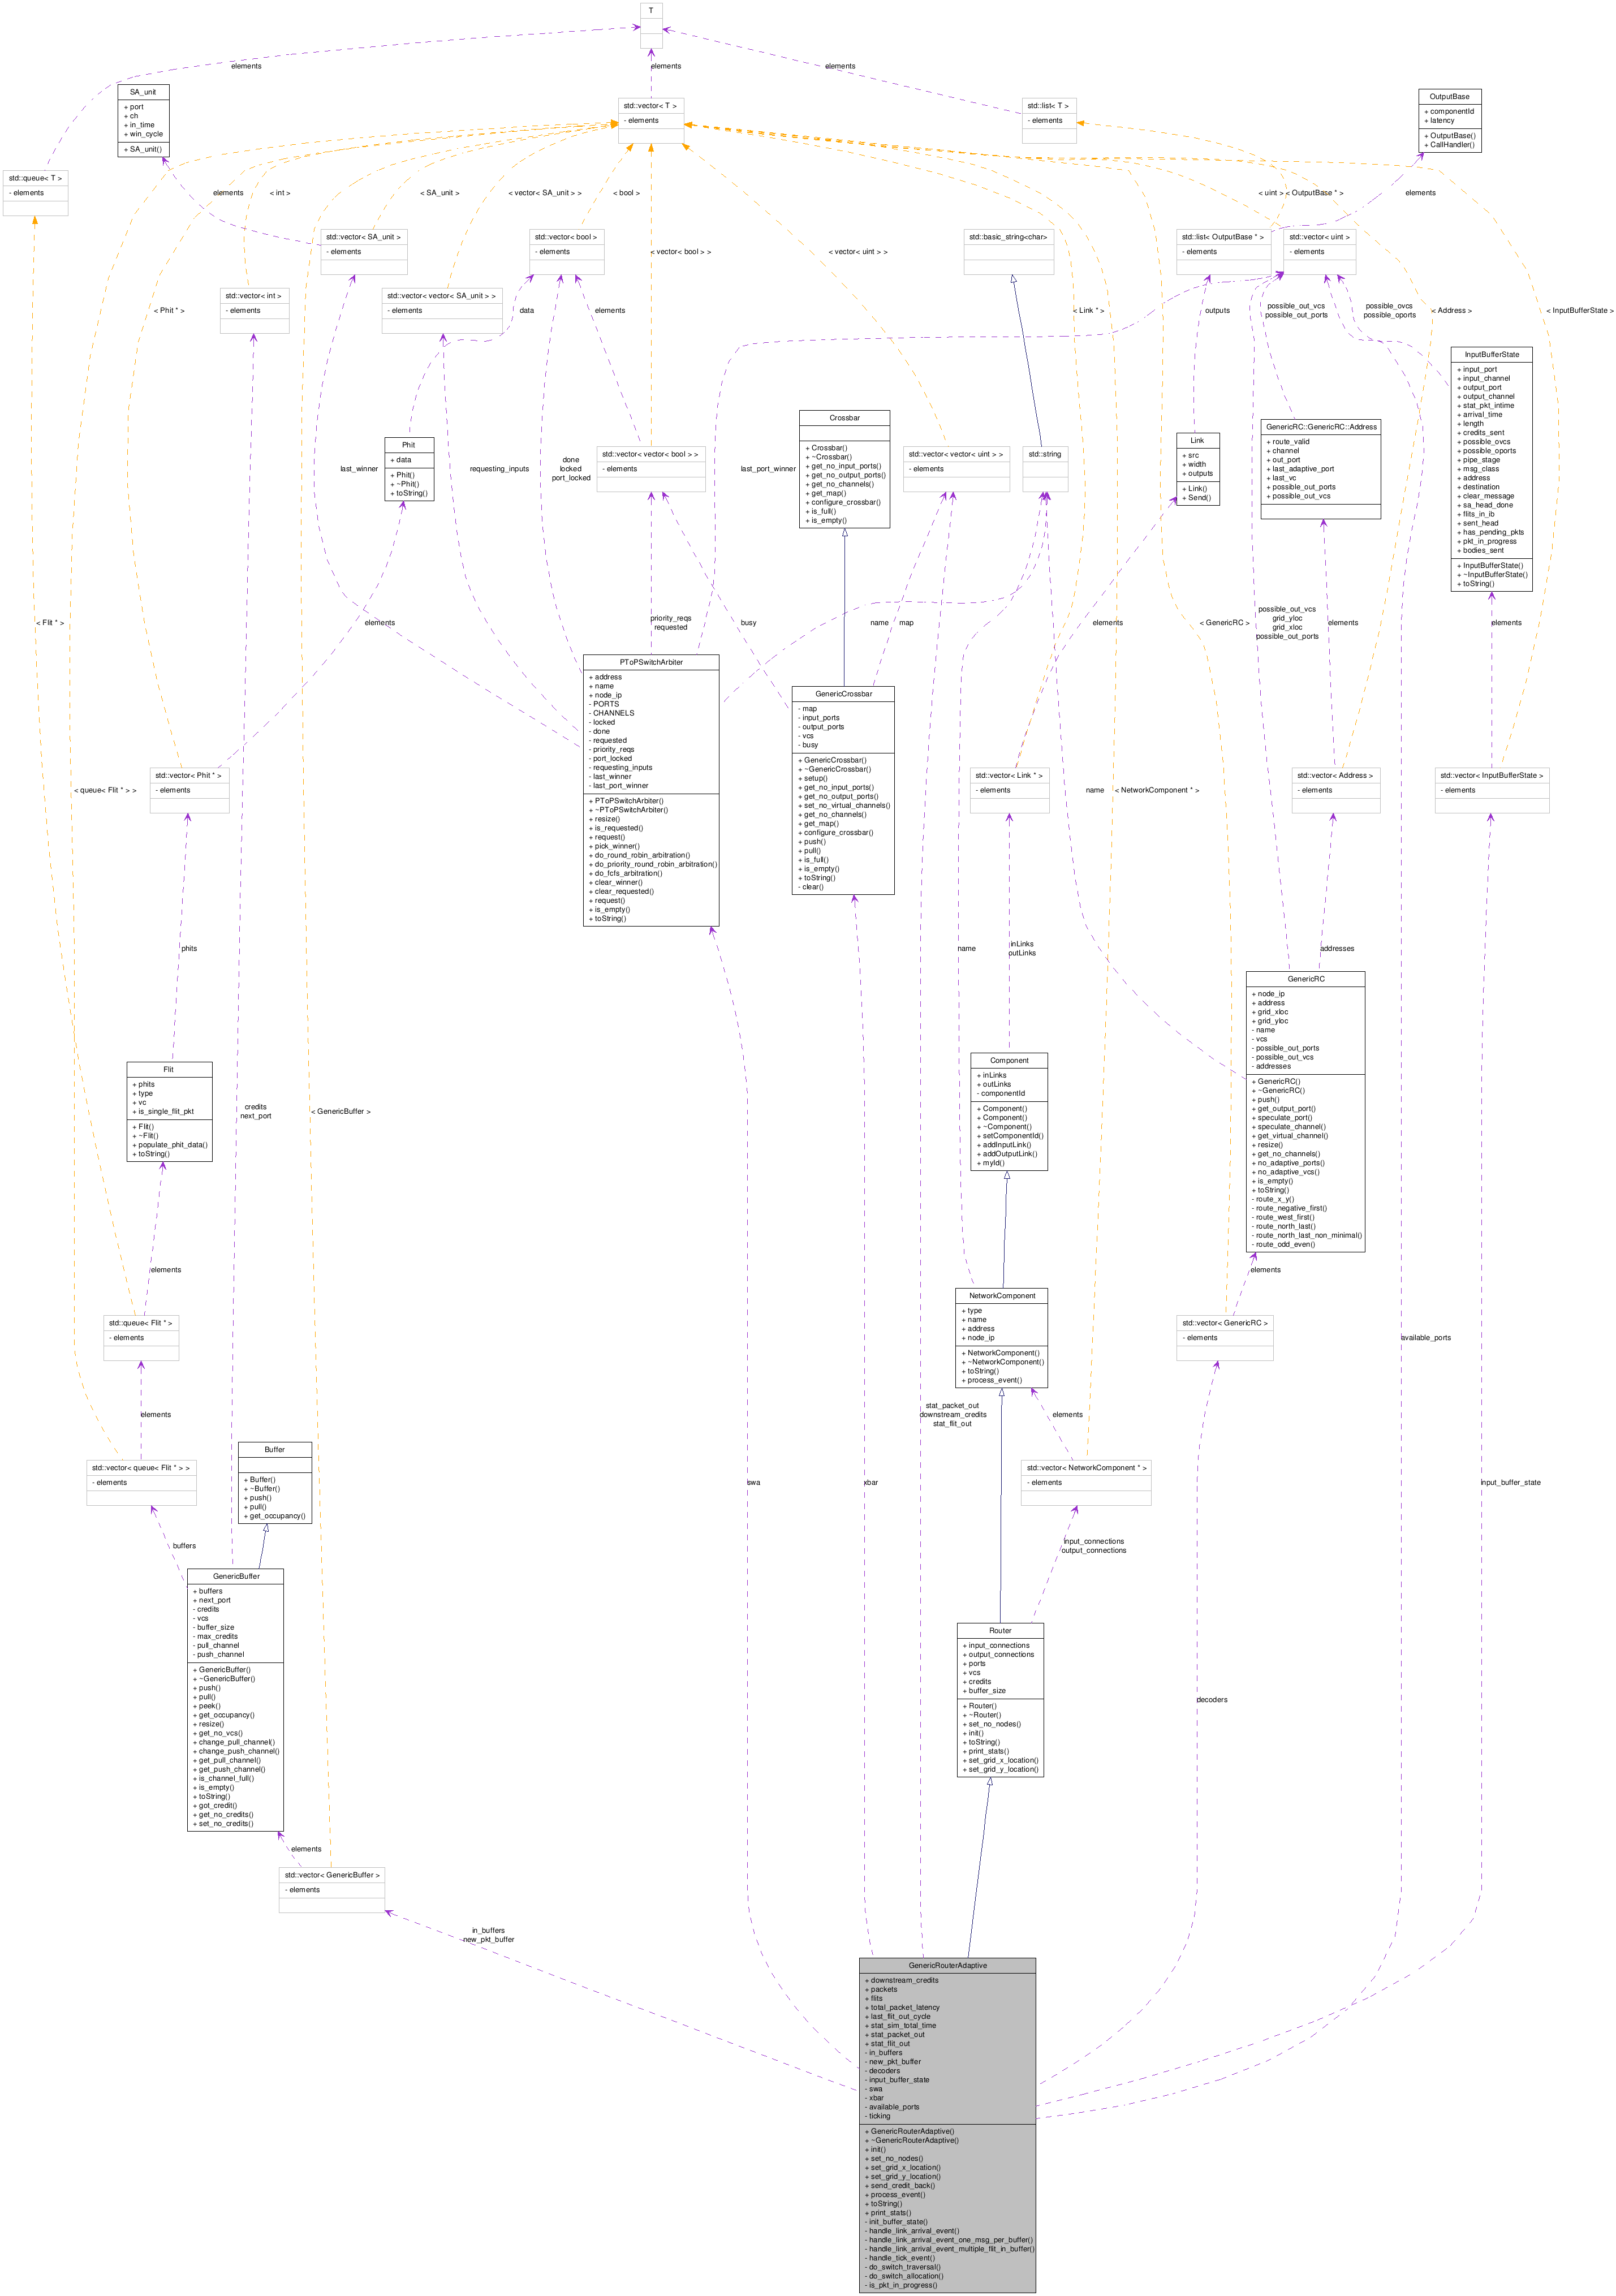 T
elements
elements
elements
SA_unit
+ port
+ ch
+ in_time
+ win_cycle
+ SA_unit()
std::vector< T >
- elements
std::list< T >
- elements
OutputBase
+ componentId
+ latency
+ OutputBase()
+ CallHandler()
std::queue< T >
- elements
elements
< int >
< SA_unit >
< vector< SA_unit > >
< bool >
< uint >
< OutputBase * >
elements
std::vector< SA_unit >
- elements
std::vector< bool >
- elements
std::basic_string<char>
std::list< OutputBase * >
- elements
std::vector< uint >
- elements
< vector< bool > >
< vector< uint > >
std::vector< int >
- elements
std::vector< vector< SA_unit > >
- elements
< Phit * >
data
elements
< Link * >
outputs
possible_out_vcs
possible_out_ports
possible_ovcs
possible_oports
< Address >
< InputBufferState >
InputBufferState
+ input_port
+ input_channel
+ output_port
+ output_channel
+ stat_pkt_intime
+ arrival_time
+ length
+ credits_sent
+ possible_ovcs
+ possible_oports
+ pipe_stage
+ msg_class
+ address
+ destination
+ clear_message
+ sa_head_done
+ flits_in_ib
+ sent_head
+ has_pending_pkts
+ pkt_in_progress
+ bodies_sent
+ InputBufferState()
+ ~InputBufferState()
+ toString()
Crossbar
+ Crossbar()
+ ~Crossbar()
+ get_no_input_ports()
+ get_no_output_ports()
+ get_no_channels()
+ get_map()
+ configure_crossbar()
+ is_full()
+ is_empty()
GenericRC::GenericRC::Address
+ route_valid
+ channel
+ out_port
+ last_adaptive_port
+ last_vc
+ possible_out_ports
+ possible_out_vcs
Phit
+ data
+ Phit()
+ ~Phit()
+ toString()
Link
+ src
+ width
+ outputs
+ Link()
+ Send()
std::vector< vector< bool > >
- elements
std::vector< vector< uint > >
- elements
std::string
last_winner
requesting_inputs
done
locked
port_locked
last_port_winner
< Flit * >
elements
priority_reqs
requested
busy
name
map
elements
< GenericRC >
possible_out_vcs
grid_yloc
grid_xloc
possible_out_ports
elements
elements
PToPSwitchArbiter
+ address
+ name
+ node_ip
- PORTS
- CHANNELS
- locked
- done
- requested
- priority_reqs
- port_locked
- requesting_inputs
- last_winner
- last_port_winner
+ PToPSwitchArbiter()
+ ~PToPSwitchArbiter()
+ resize()
+ is_requested()
+ request()
+ pick_winner()
+ do_round_robin_arbitration()
+ do_priority_round_robin_arbitration()
+ do_fcfs_arbitration()
+ clear_winner()
+ clear_requested()
+ request()
+ is_empty()
+ toString()
GenericCrossbar
- map
- input_ports
- output_ports
- vcs
- busy
+ GenericCrossbar()
+ ~GenericCrossbar()
+ setup()
+ get_no_input_ports()
+ get_no_output_ports()
+ set_no_virtual_channels()
+ get_no_channels()
+ get_map()
+ configure_crossbar()
+ push()
+ pull()
+ is_full()
+ is_empty()
+ toString()
- clear()
< queue< Flit * > >
std::vector< Phit * >
- elements
std::vector< Link * >
- elements
name
< NetworkComponent * >
std::vector< Address >
- elements
std::vector< InputBufferState >
- elements
phits
name
inLinks
outLinks
addresses
GenericRC
+ node_ip
+ address
+ grid_xloc
+ grid_yloc
- name
- vcs
- possible_out_ports
- possible_out_vcs
- addresses
+ GenericRC()
+ ~GenericRC()
+ push()
+ get_output_port()
+ speculate_port()
+ speculate_channel()
+ get_virtual_channel()
+ resize()
+ get_no_channels()
+ no_adaptive_ports()
+ no_adaptive_vcs()
+ is_empty()
+ toString()
- route_x_y()
- route_negative_first()
- route_west_first()
- route_north_last()
- route_north_last_non_minimal()
- route_odd_even()
Flit
+ phits
+ type
+ vc
+ is_single_flit_pkt
+ Flit()
+ ~Flit()
+ populate_phit_data()
+ toString()
credits
next_port
< GenericBuffer >
Component
+ inLinks
+ outLinks
- componentId
+ Component()
+ Component()
+ ~Component()
+ setComponentId()
+ addInputLink()
+ addOutputLink()
+ myId()
elements
elements
NetworkComponent
+ type
+ name
+ address
+ node_ip
+ NetworkComponent()
+ ~NetworkComponent()
+ toString()
+ process_event()
std::queue< Flit * >
- elements
std::vector< GenericRC >
- elements
available_ports
elements
stat_packet_out
downstream_credits
stat_flit_out
elements
std::vector< queue< Flit * > >
- elements
Buffer
+ Buffer()
+ ~Buffer()
+ push()
+ pull()
+ get_occupancy()
std::vector< NetworkComponent * >
- elements
swa
xbar
input_buffer_state
buffers
input_connections
output_connections
GenericBuffer
+ buffers
+ next_port
- credits
- vcs
- buffer_size
- max_credits
- pull_channel
- push_channel
+ GenericBuffer()
+ ~GenericBuffer()
+ push()
+ pull()
+ peek()
+ get_occupancy()
+ resize()
+ get_no_vcs()
+ change_pull_channel()
+ change_push_channel()
+ get_pull_channel()
+ get_push_channel()
+ is_channel_full()
+ is_empty()
+ toString()
+ got_credit()
+ get_no_credits()
+ set_no_credits()
Router
+ input_connections
+ output_connections
+ ports
+ vcs
+ credits
+ buffer_size
+ Router()
+ ~Router()
+ set_no_nodes()
+ init()
+ toString()
+ print_stats()
+ set_grid_x_location()
+ set_grid_y_location()
decoders
elements
std::vector< GenericBuffer >
- elements
in_buffers
new_pkt_buffer
GenericRouterAdaptive
+ downstream_credits
+ packets
+ flits
+ total_packet_latency
+ last_flit_out_cycle
+ stat_sim_total_time
+ stat_packet_out
+ stat_flit_out
- in_buffers
- new_pkt_buffer
- decoders
- input_buffer_state
- swa
- xbar
- available_ports
- ticking
+ GenericRouterAdaptive()
+ ~GenericRouterAdaptive()
+ init()
+ set_no_nodes()
+ set_grid_x_location()
+ set_grid_y_location()
+ send_credit_back()
+ process_event()
+ toString()
+ print_stats()
- init_buffer_state()
- handle_link_arrival_event()
- handle_link_arrival_event_one_msg_per_buffer()
- handle_link_arrival_event_multiple_flit_in_buffer()
- handle_tick_event()
- do_switch_traversal()
- do_switch_allocation()
- is_pkt_in_progress()